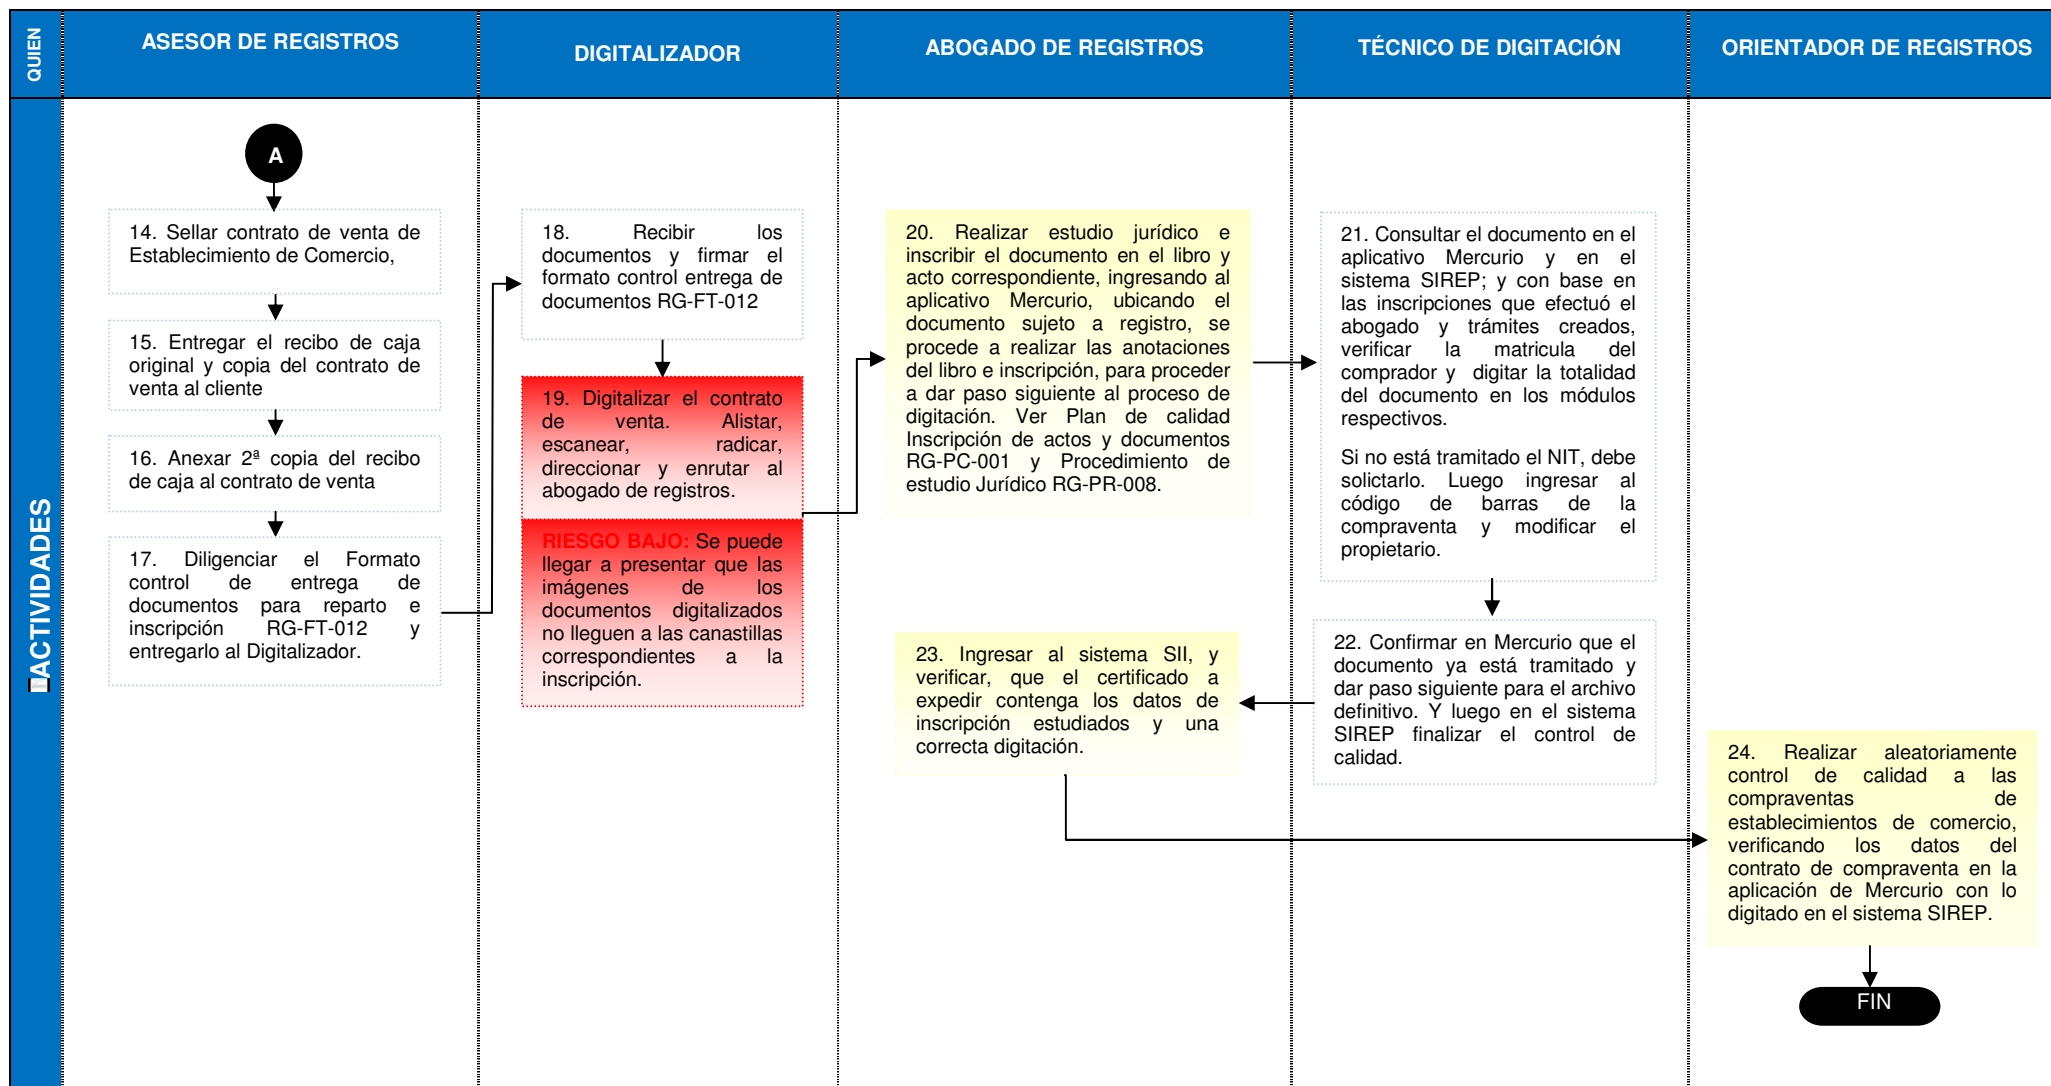 QUIEN
ASESOR DE REGISTROS
DIGITALIZADOR
ABOGADO DE REGISTROS
TÉCNICO DE DIGITACIÓN
ORIENTADOR DE REGISTROS
ACTIVIDADES
A
14. Sellar contrato de venta de
Establecimiento de Comercio,
15. Entregar el recibo de caja
original y copia del contrato de
venta al cliente
16. Anexar 2ª copia del recibo
de caja al contrato de venta
17. Diligenciar el Formato
control de entrega de
documentos para reparto e
inscripción RG-FT-012 y
entregarlo al Digitalizador.
18. Recibir los
documentos y firmar el
formato control entrega de
documentos RG-FT-012
19. Digitalizar el contrato
de venta. Alistar,
escanear, radicar,
direccionar y enrutar al
abogado de registros.
RIESGO BAJO: Se puede
llegar a presentar que las
imágenes de los
documentos digitalizados
no lleguen a las canastillas
correspondientes a la
inscripción.
20. Realizar estudio jurídico e
inscribir el documento en el libro y
acto correspondiente, ingresando al
aplicativo Mercurio, ubicando el
documento sujeto a registro, se
procede a realizar las anotaciones
del libro e inscripción, para proceder
a dar paso siguiente al proceso de
digitación. Ver Plan de calidad
Inscripción de actos y documentos
RG-PC-001 y Procedimiento de
estudio Jurídico RG-PR-008.
21. Consultar el documento en el
aplicativo Mercurio y en el
sistema SIREP; y con base en
las inscripciones que efectuó el
abogado y trámites creados,
verificar la matricula del
comprador y digitar la totalidad
del documento en los módulos
respectivos.
Si no está tramitado el NIT, debe
solictarlo. Luego ingresar al
código de barras de la
compraventa y modificar el
propietario.
22. Confirmar en Mercurio que el
documento ya está tramitado y
dar paso siguiente para el archivo
definitivo. Y luego en el sistema
SIREP finalizar el control de
calidad.
23. Ingresar al sistema SII, y
verificar, que el certificado a
expedir contenga los datos de
inscripción estudiados y una
correcta digitación.
24. Realizar aleatoriamente
control de calidad a las
compraventas de
establecimientos de comercio,
verificando los datos del
contrato de compraventa en la
aplicación de Mercurio con lo
digitado en el sistema SIREP.
FIN